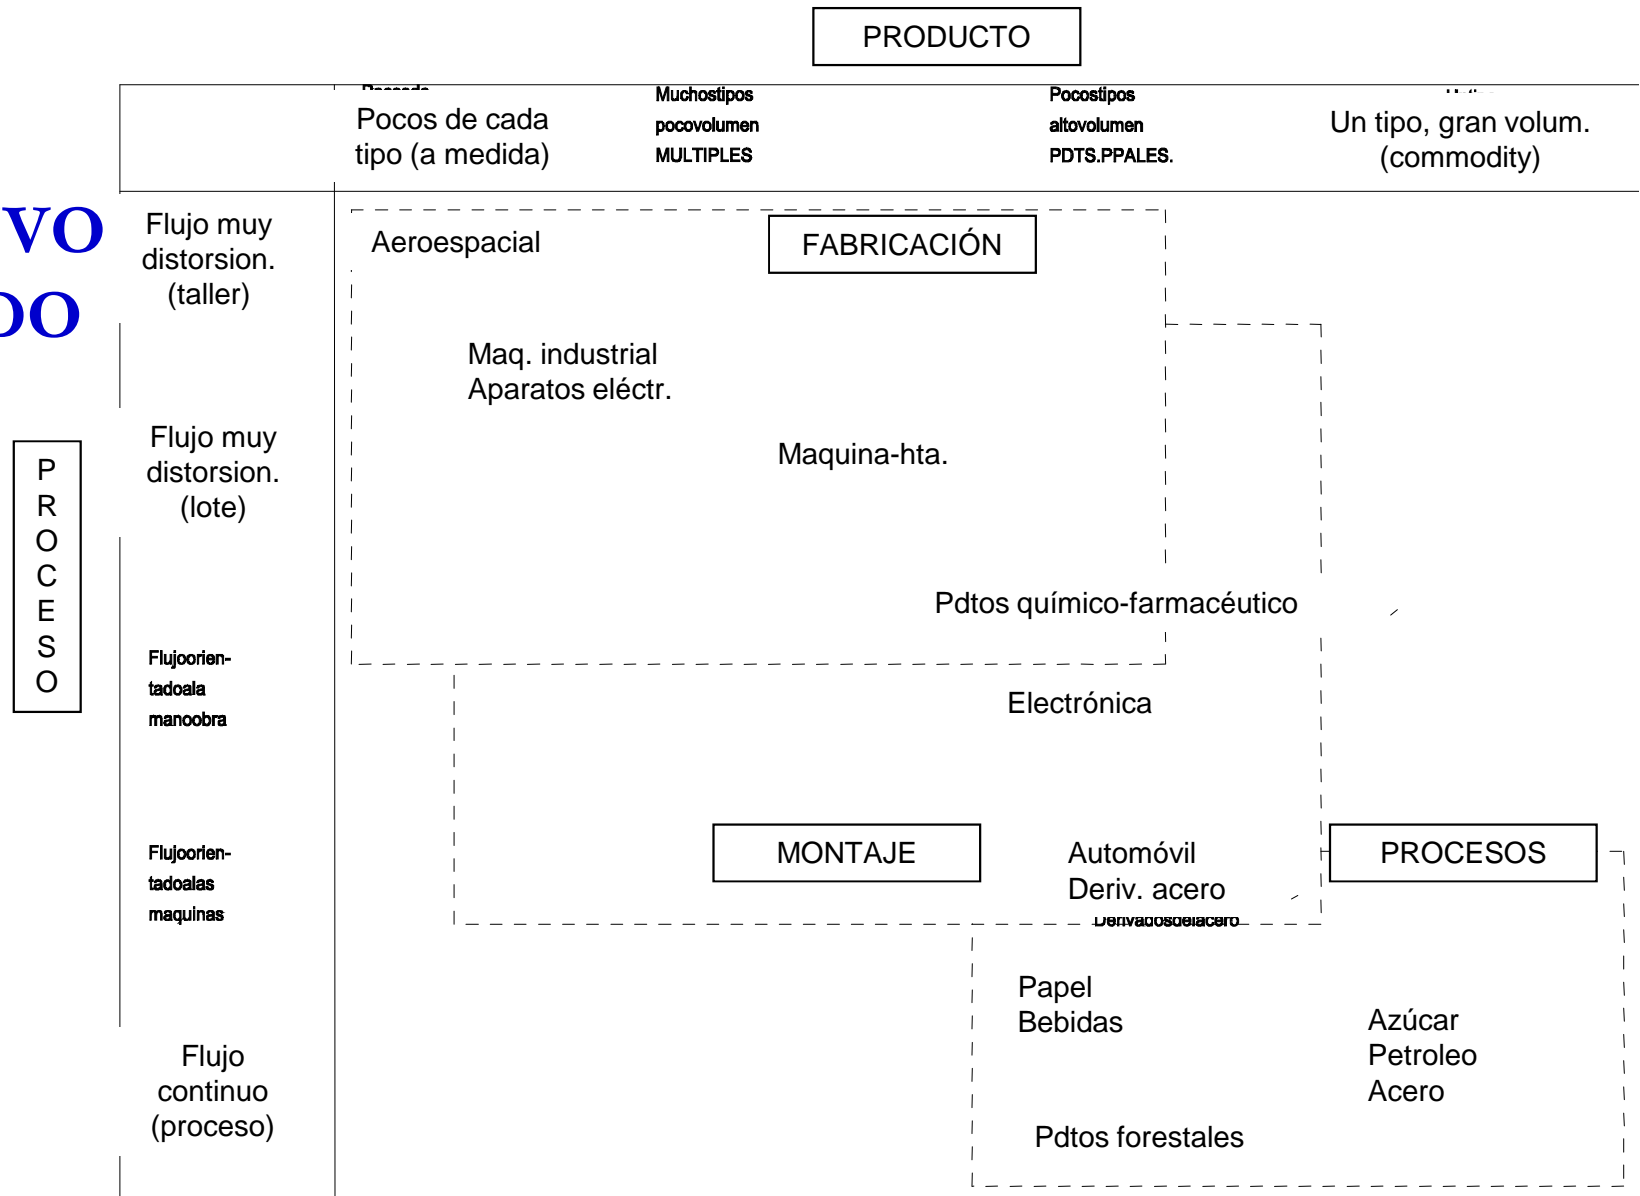 PRODUCTO
Pocos de cada
tipo (a medida)
Muchostipos
pocovolumen
MULTIPLES
Pocostipos
altovolumen
PDTS.PPALES.
Un tipo, gran volum.
(commodity)
VO
DO
Flujo muy
distorsion.
(taller)
Aeroespacial
FABRICACIÓN
Maq. industrial
Aparatos eléctr.
Flujo muy
distorsion.
(lote)
Maquina-hta.
P
R
O
C
E
S
O
Pdtos químico-farmacéutico
Flujoorien-
tadoala
manoobra
Electrónica
Flujoorien-
tadoalas
maquinas
MONTAJE
Automóvil
Deriv. acero
Derivadosdelacero
PROCESOS
Papel
Bebidas
Azúcar
Petroleo
Acero
Flujo
continuo
(proceso)
Pdtos forestales